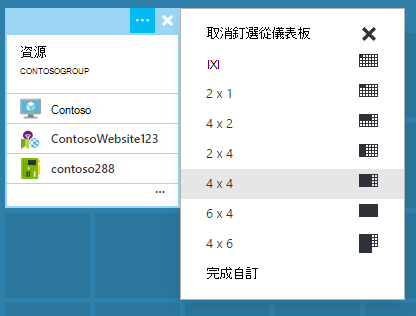 資源
CONTOSOGROUP
Contoso
ContosoWebsite123
contoso288
...
取消釘選從儀表板
IXI
2 x 1
4 x 2
2 x 4
4 x 4
6 x 4
4 x 6
完成自訂